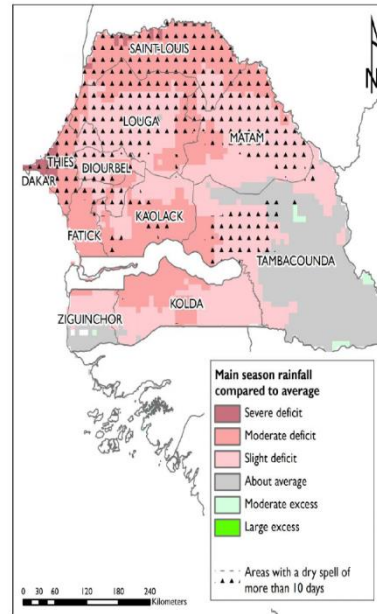 N
SAINT-LOUIS
LOUGA
MATAM
THIES
DIOURBEL
DAKAR
KAOLACK
FATICK
TAMBACOUNDA
KOLDA
ZIGUINCHOR
Main season rainfall
compared to average
Severe deficit
Moderate deficit
Slight deficit
About average
Moderate excess
Large excess
Areas with a dry spell of
more than 10 days
0 30 60 120 180 240
Kilometers